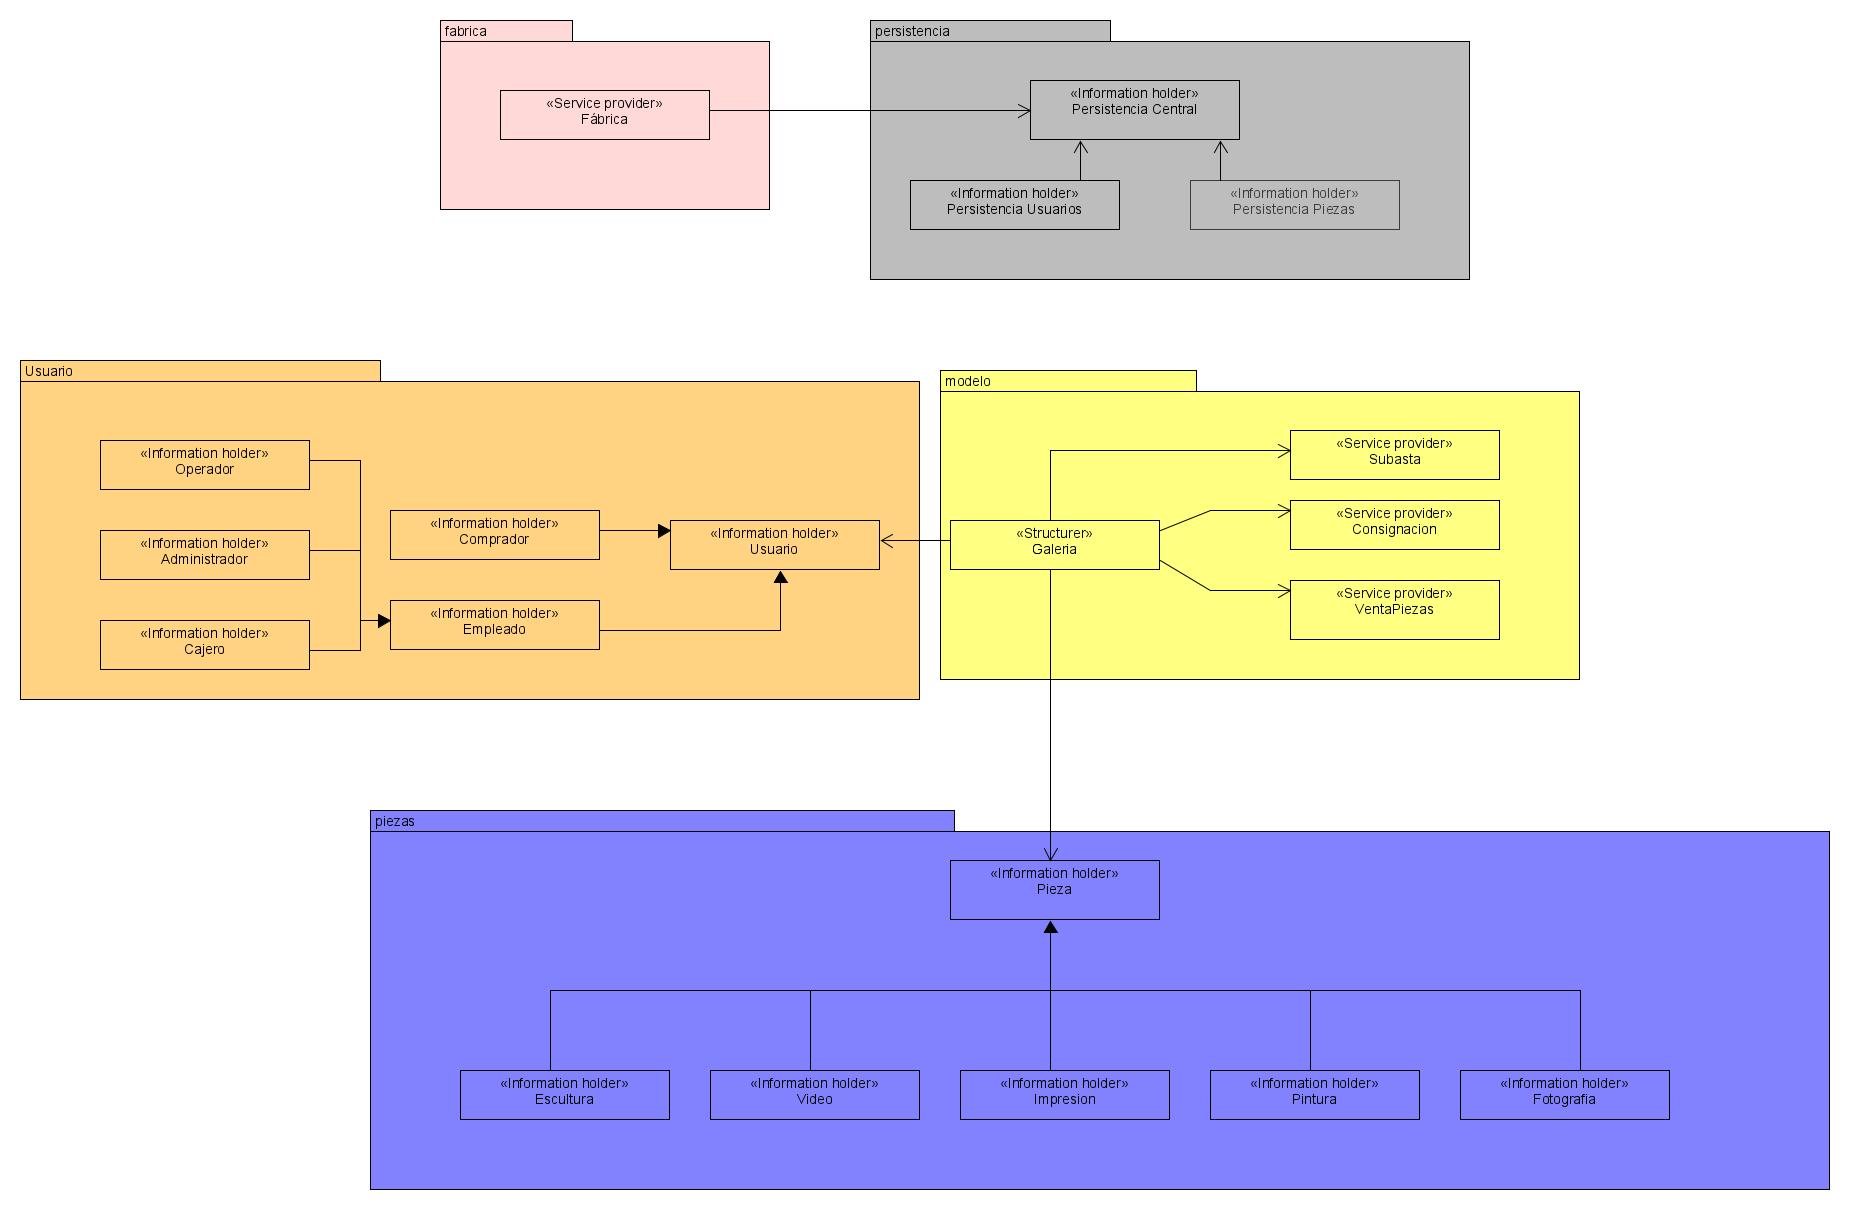 fabrica
«Service provider»
Fábrica
persistencia
«Information holder»
Persistencia Central
«Information holder»
Persistencia Usuarios
«Information holder»
Persistencia Piezas
Usuario
«Information holder»
Operador
«Information holder»
Administrador
«Information holder»
Cajero
«Information holder»
Comprador
«Information holder»
Empleado
«Information holder»
Usuario
modelo
«Structurer»
Galeria
«Service provider»
Subasta
«Service provider»
Consignacion
«Service provider»
VentaPiezas
piezas
«Information holder»
Pieza
«Information holder»
Escultura
«Information holder»
Video
«Information holder»
Impresion
«Information holder»
Pintura
«Information holder»
Fotografia